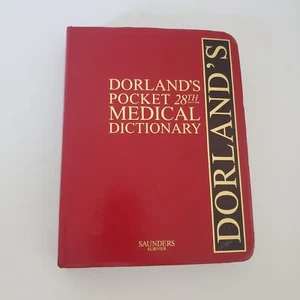 DORLAND'S
POCKET 28TH
MEDICAL
DICTIONARY
DORLAND'S
SAUNDERS
ELSEVIER